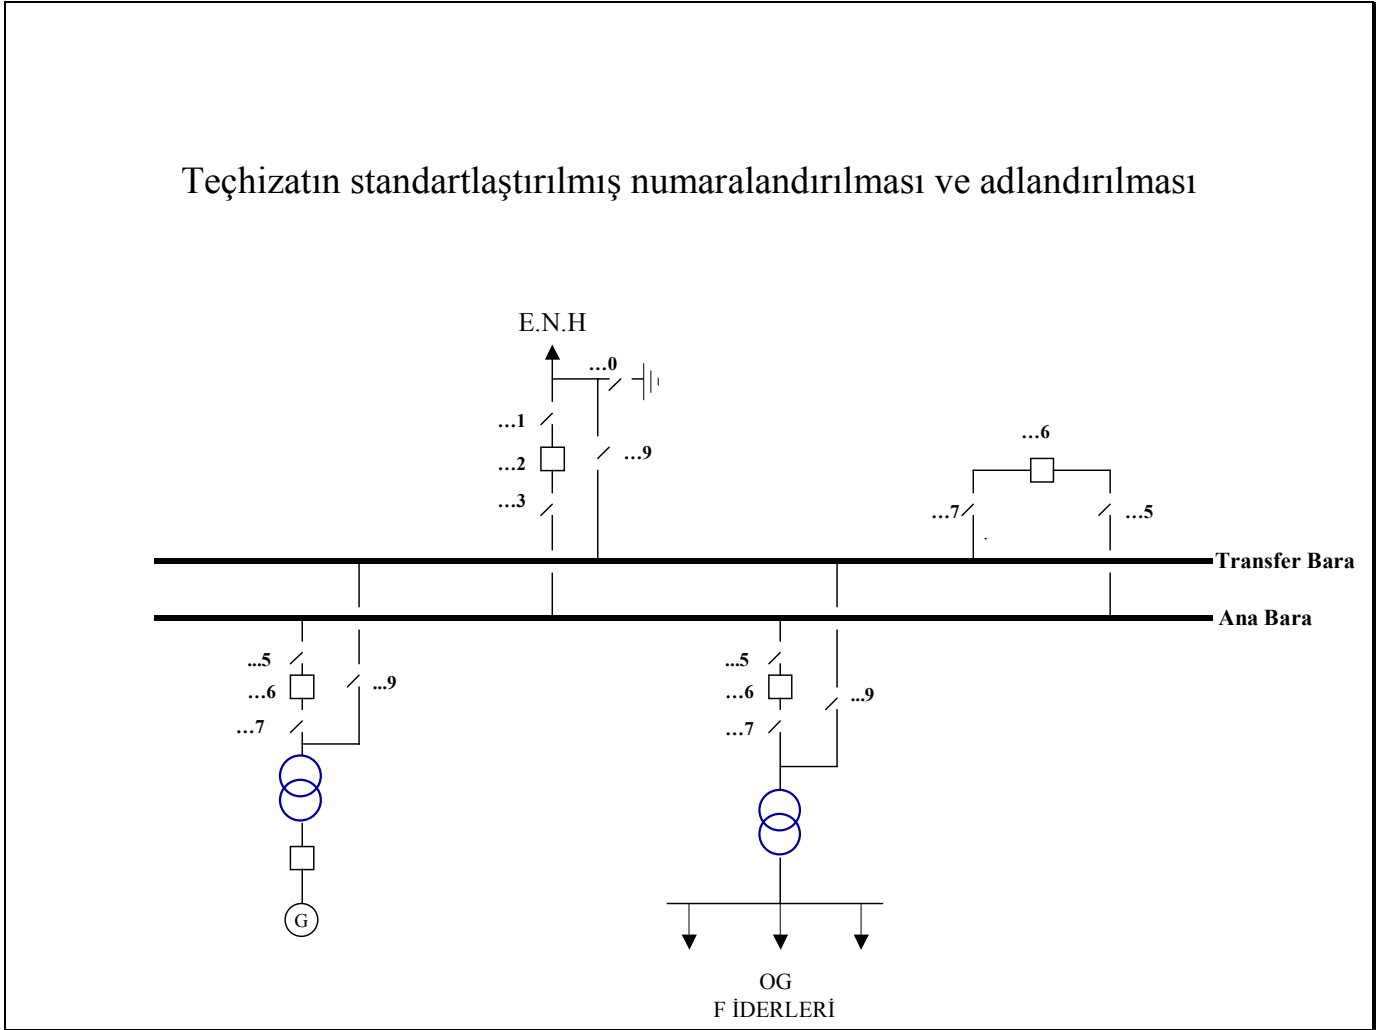 Teçhizatın standartlaştırılmış numaralandırılması ve adlandırılması
E.N.H
…0
…1
…2
…9
…3
…6
…7
…5
Transfer Bara
Ana Bara
...5
…6
...9
…7
...5
…6
...9
…7
G
OG
F İDERLERİ